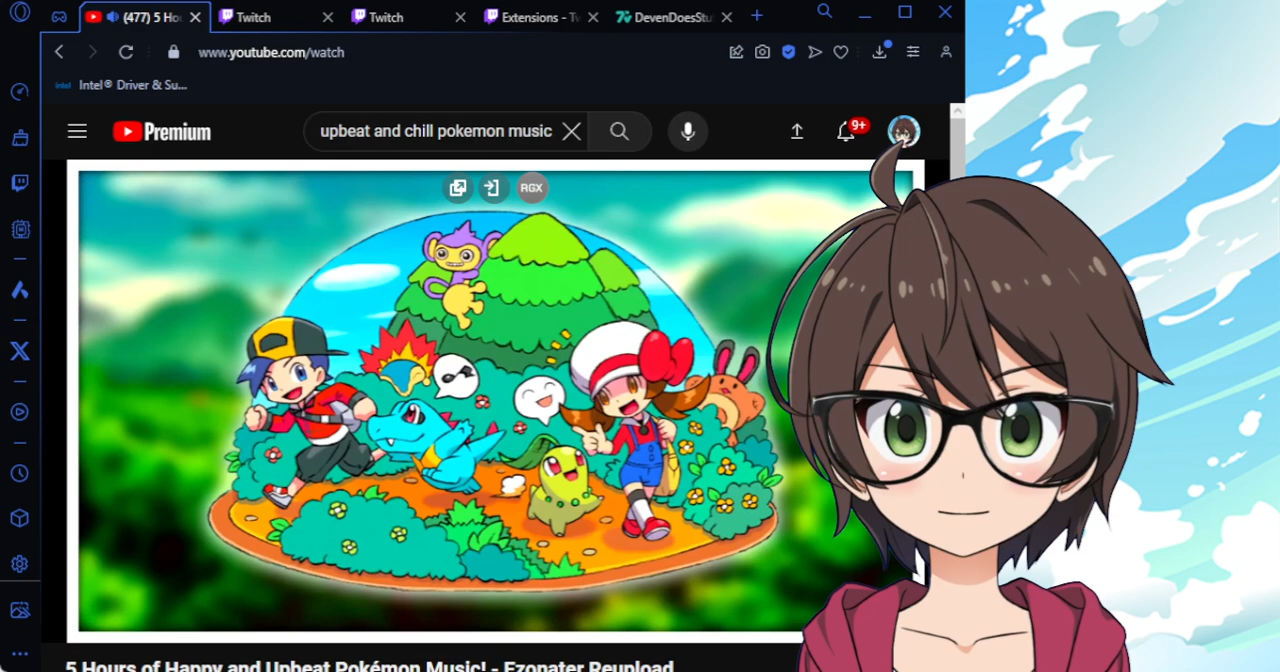 (477) 5 Ho
Twitch
Twitch
Extensions - Tw
DevenDoesStu
www.youtube.com/watch
intel
Intel® Driver & Su...
Premium
upbeat and chill pokemon music
9+
RGX
5 Hours of Happy and Upbeat Pokémon Music! - Ezonater Reupload